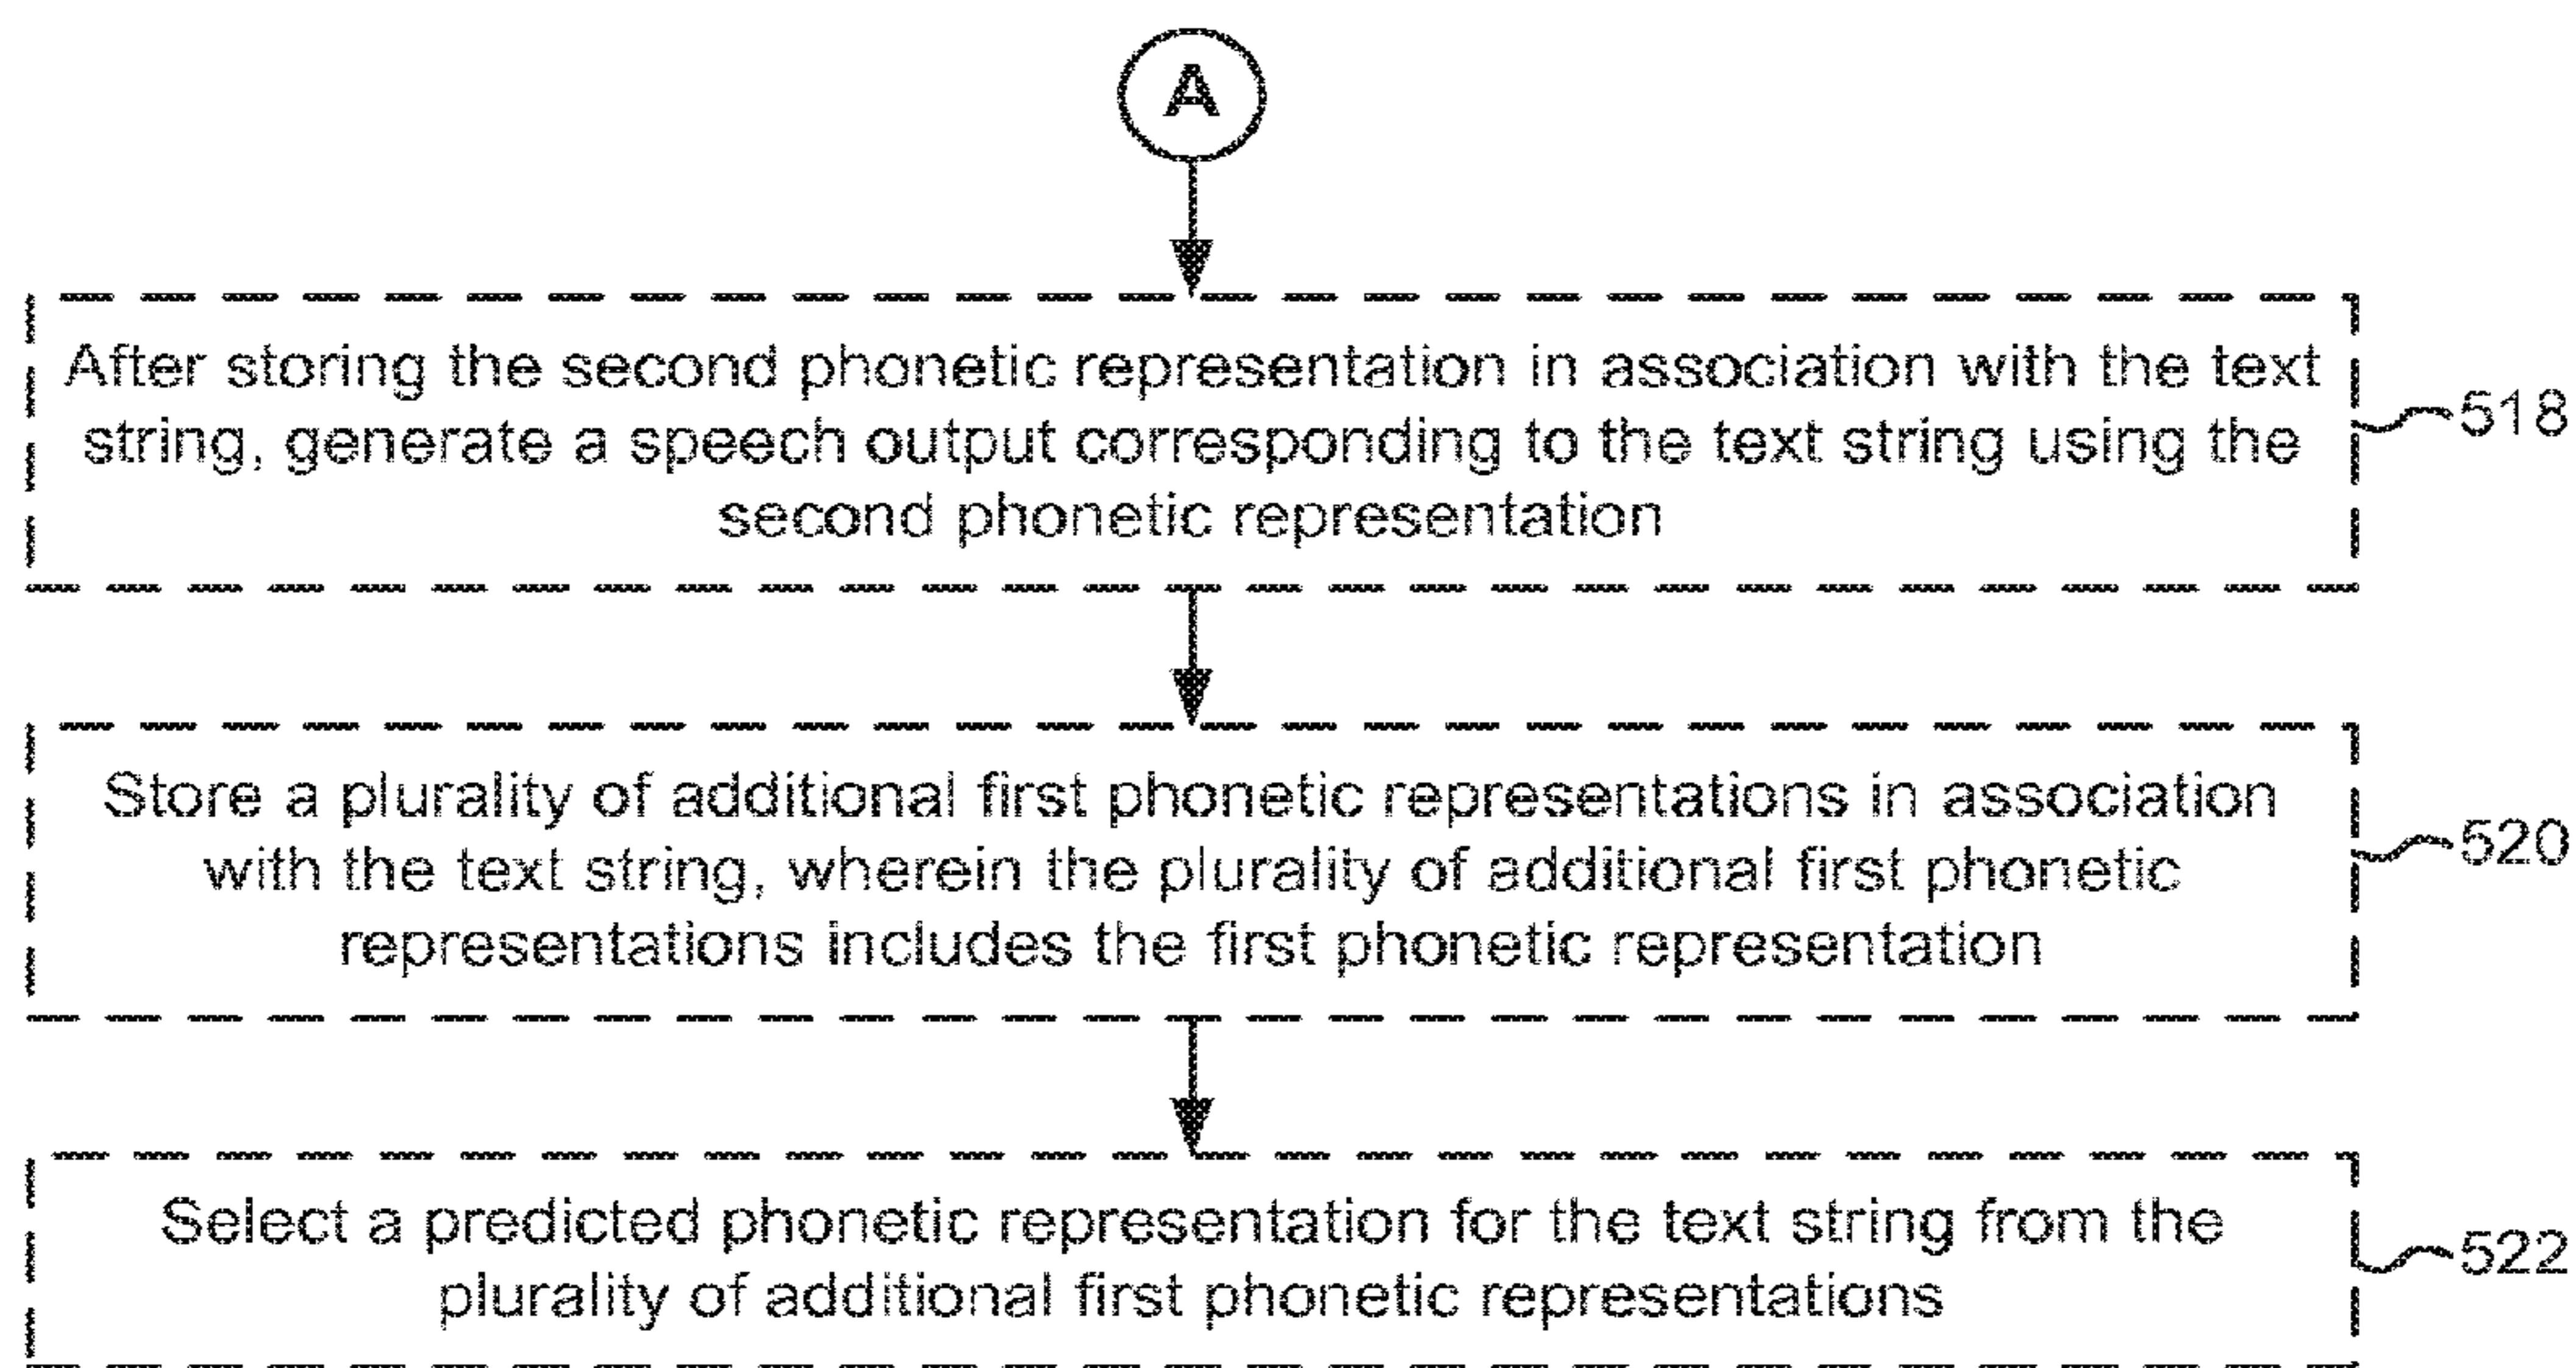 A
After storing the second phonetic representation in association with the text
string, generate a speech output corresponding to the text string using the
second phonetic representation
518
Store a plurality of additional first phonetic representations in association
with the text string, wherein the plurality of additional first phonetic
representations includes the first phonetic representation
520
Select a predicted phonetic representation for the text string from the
plurality of additional first phonetic representations
522